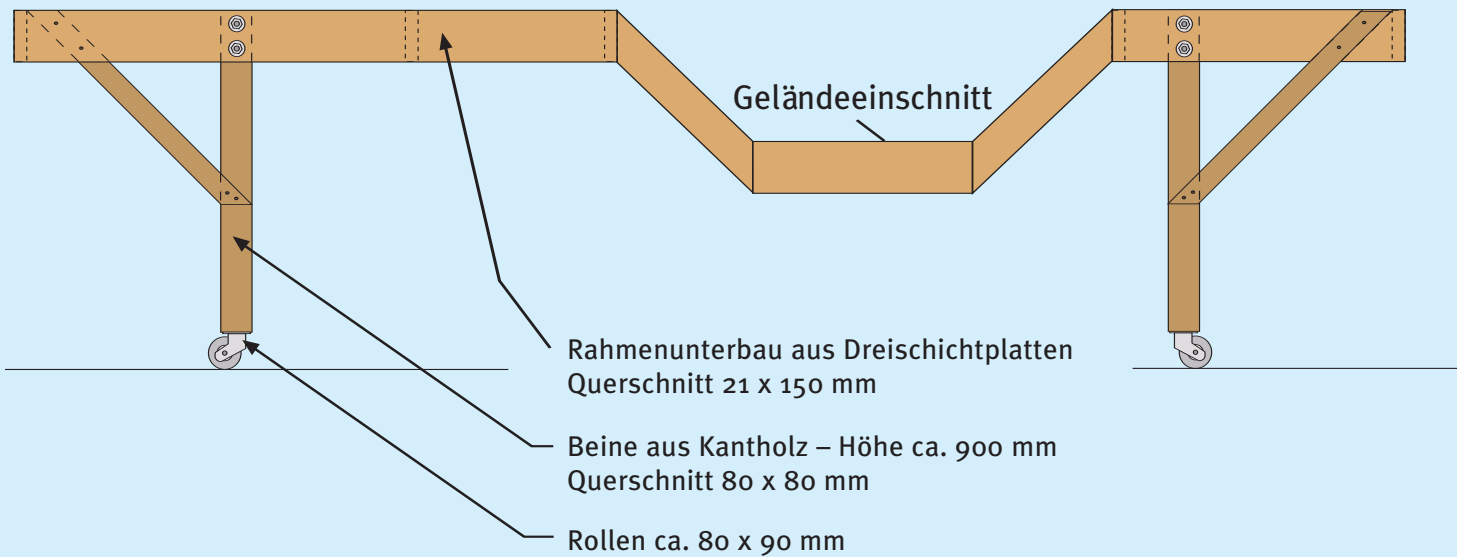 Geländeeinschnitt
Rahmenunterbau aus Dreischichtplatten
Querschnitt 21 x 150 mm
Beine aus Kantholz – Höhe ca. 900 mm
Querschnitt 80 x 80 mm
Rollen ca. 80 x 90 mm